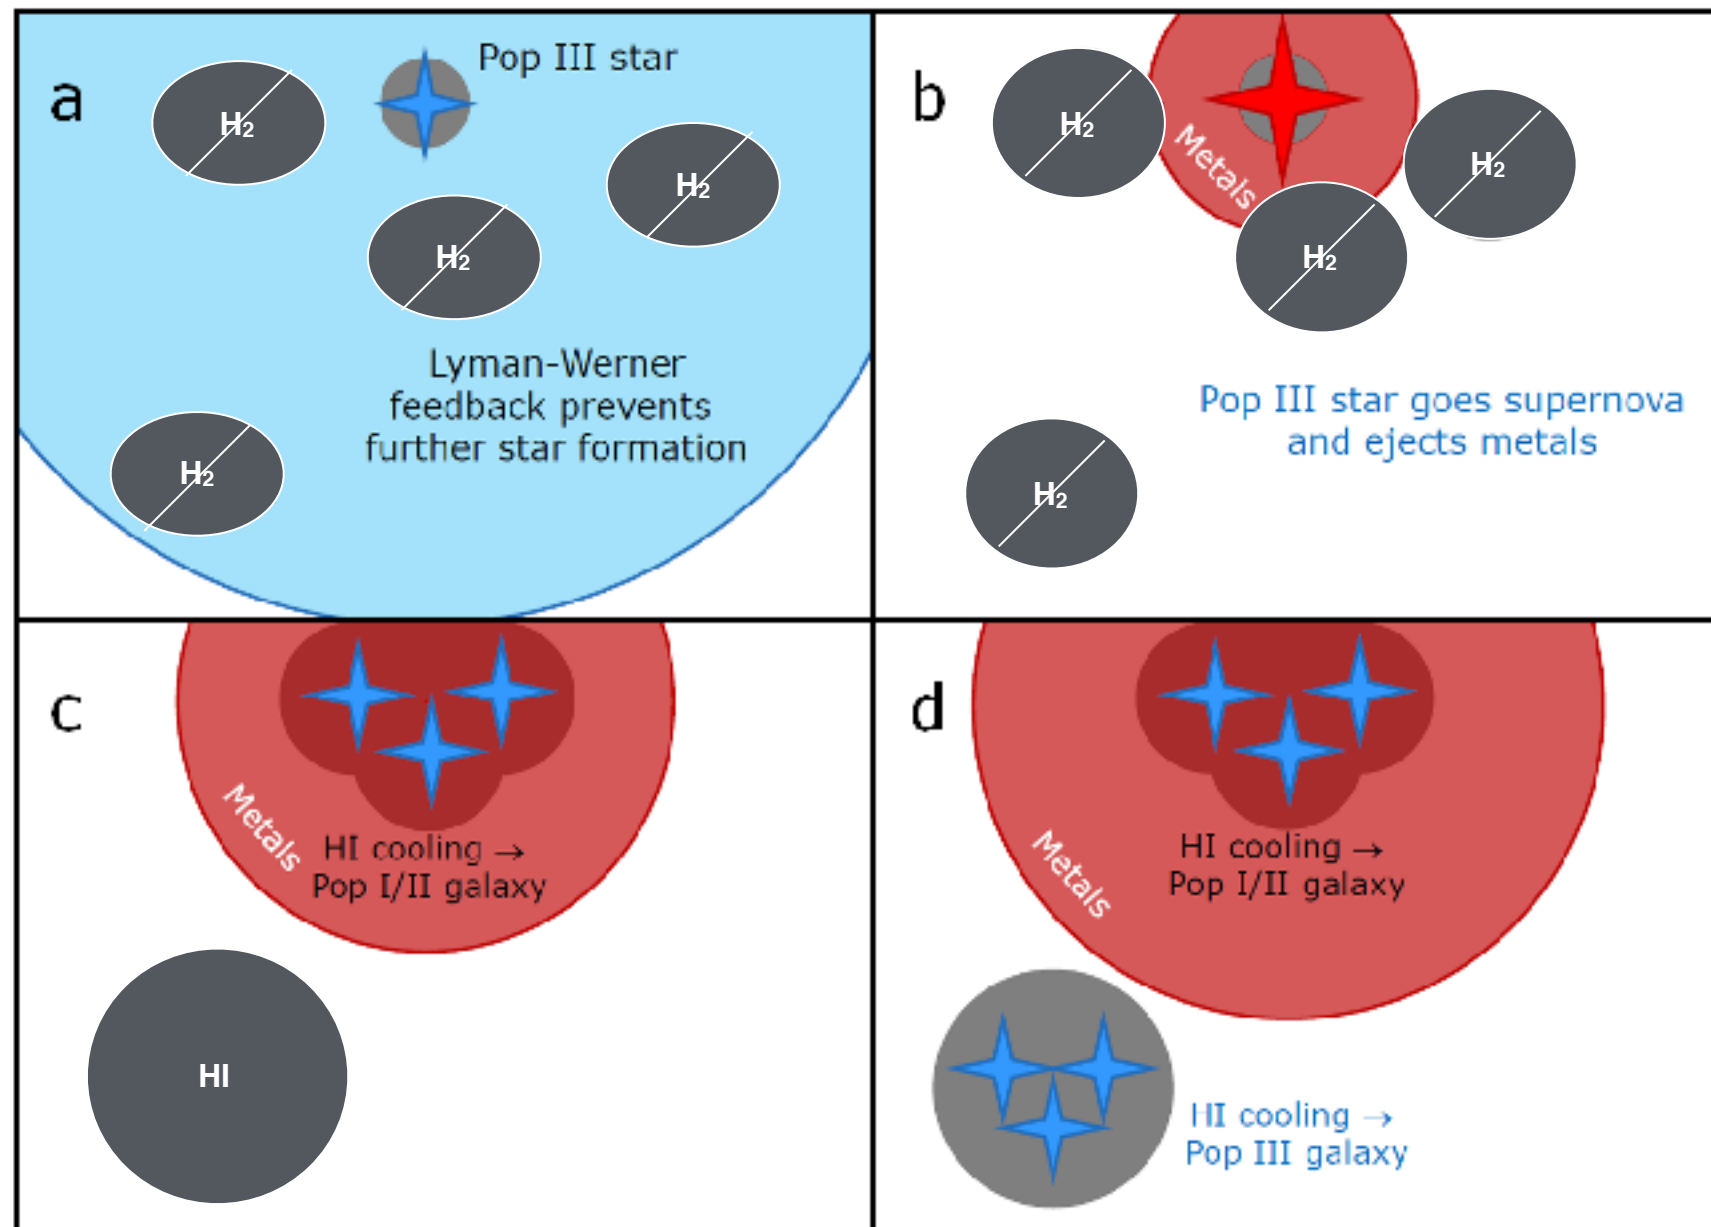 a
Pop III star
H₂
H₂
H₂
Lyman-Werner
feedback prevents
further star formation
H₂
b
H₂
Metals
H₂
H₂
Pop III star goes supernova
and ejects metals
H₂
c
Metals
HI cooling →
Pop I/II galaxy
HI
d
Metals
HI cooling →
Pop I/II galaxy
HI cooling →
Pop III galaxy